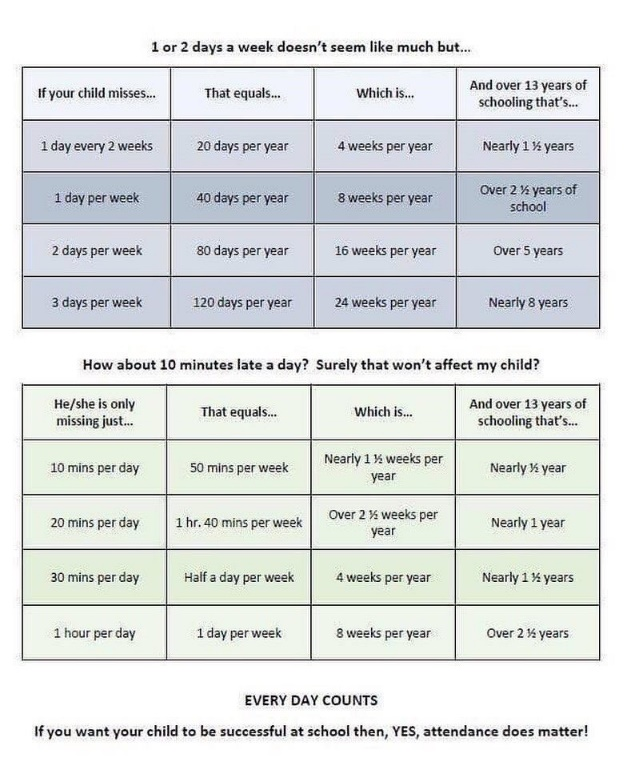 1 or 2 days a week doesn't seem like much but...
If your child misses... That equals... Which is... And over 13 years of schooling that's...
1 day every 2 weeks 20 days per year 4 weeks per year Nearly 1 ½ years
1 day per week 40 days per year 8 weeks per year Over 2 ½ years of school
2 days per week 80 days per year 16 weeks per year Over 5 years
3 days per week 120 days per year 24 weeks per year Nearly 8 years
How about 10 minutes late a day? Surely that won't affect my child?
He/she is only missing just... That equals... Which is... And over 13 years of schooling that's...
10 mins per day 50 mins per week Nearly 1 ½ weeks per year Nearly ½ year
20 mins per day 1 hr. 40 mins per week Over 2 ½ weeks per year Nearly 1 year
30 mins per day Half a day per week 4 weeks per year Nearly 1 ½ years
1 hour per day 1 day per week 8 weeks per year Over 2 ½ years
EVERY DAY COUNTS
If you want your child to be successful at school then, YES, attendance does matter!